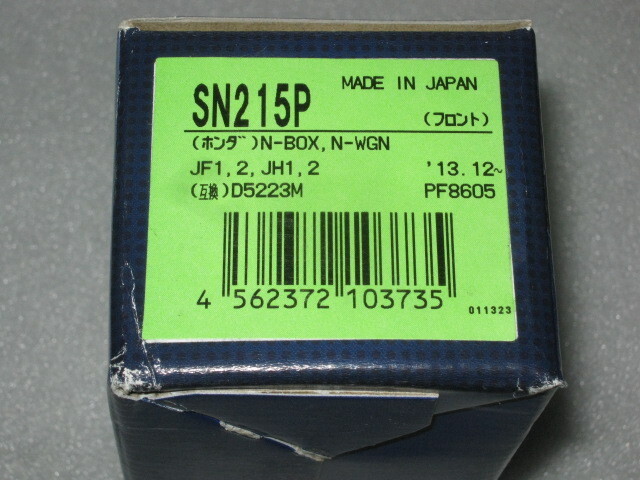 SN215P MADE IN JAPAN
(フロント)
(ホンダ)N-BOX,N-WGN
JF1,2,JH1,2 '13.12~
(互換)D5223M PF8605
4 562372 103735
011323